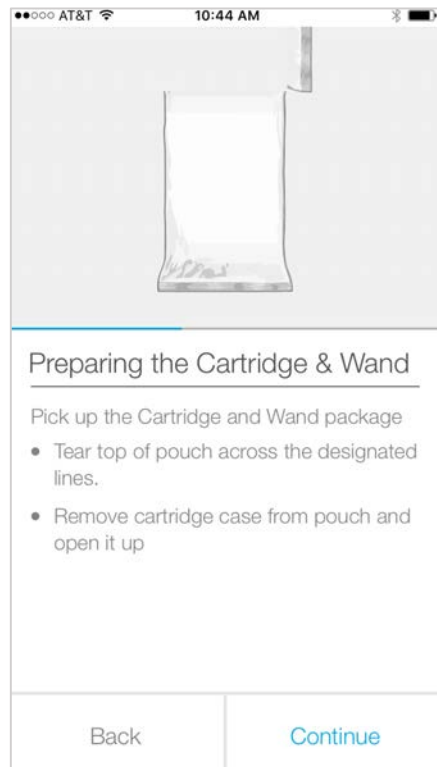 AT&T 10:44 AM
Preparing the Cartridge & Wand
Pick up the Cartridge and Wand package
• Tear top of pouch across the designated
lines.
• Remove cartridge case from pouch and
open it up
Back Continue